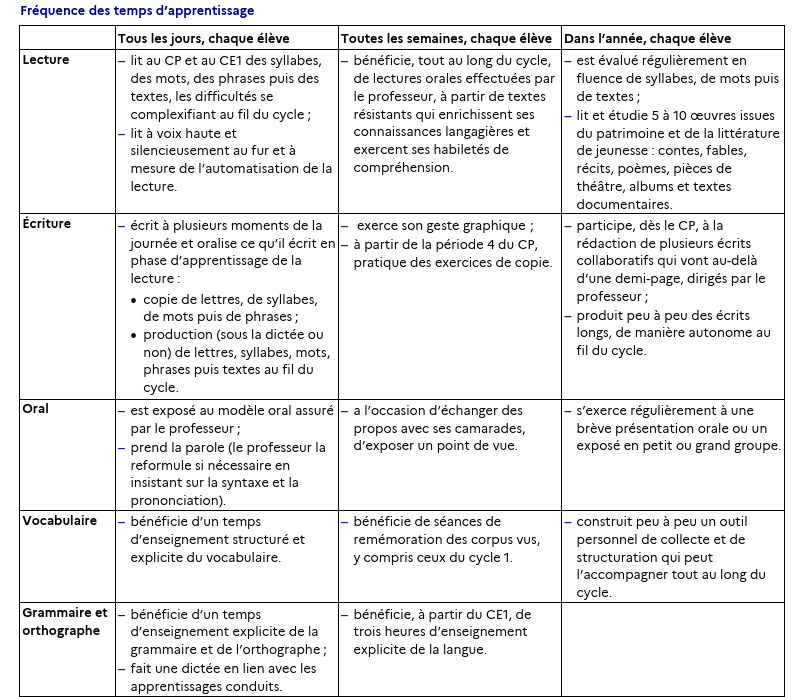 Fréquence des temps d’apprentissage
Tous les jours, chaque élève
Toutes les semaines, chaque élève
Dans l’année, chaque élève
Lecture
– lit au CP et au CE1 des syllabes,
des mots, des phrases puis des
textes, les difficultés se
complexifiant au fil du cycle ;
– lit à voix haute et
silencieusement au fur et à
mesure de l’automatisation de la
lecture.
– bénéficie, tout au long du cycle,
de lectures orales effectuées par
le professeur, à partir de textes
résistants qui enrichissent ses
connaissances langagières et
exercent ses habiletés de
compréhension.
– est évalué régulièrement en
fluence de syllabes, de mots puis
de textes ;
– lit et étudie 5 à 10 œuvres issues
du patrimoine et de la littérature
de jeunesse : contes, fables,
récits, poèmes, pièces de
théâtre, albums et textes
documentaires.
Écriture
– écrit à plusieurs moments de la
journée et oralise ce qu’il écrit en
phase d’apprentissage de la
lecture :
• copie de lettres, de syllabes,
de mots puis de phrases ;
• production (sous la dictée ou
non) de lettres, syllabes, mots,
phrases puis textes au fil du
cycle.
– exerce son geste graphique ;
– à partir de la période 4 du CP,
pratique des exercices de copie.
– participe, dès le CP, à la
rédaction de plusieurs écrits
collaboratifs qui vont au-delà
d’une demi-page, dirigés par le
professeur ;
– produit peu à peu des écrits
longs, de manière autonome au
fil du cycle.
Oral
– est exposé au modèle oral assuré
par le professeur ;
– prend la parole (le professeur la
reformule si nécessaire en
insistant sur la syntaxe et la
prononciation).
– a l’occasion d’échanger des
propos avec ses camarades,
d’exposer un point de vue.
– s’exerce régulièrement à une
brève présentation orale ou un
exposé en petit ou grand groupe.
Vocabulaire
– bénéficie d’un temps
d’enseignement structuré et
explicite du vocabulaire.
– bénéficie de séances de
remémoration des corpus vus,
y compris ceux du cycle 1.
– construit peu à peu un outil
personnel de collecte et de
structuration qui peut
l’accompagner tout au long du
cycle.
Grammaire et
orthographe
– bénéficie d’un temps
d’enseignement explicite de la
grammaire et de l’orthographe ;
– fait une dictée en lien avec les
apprentissages conduits.
– bénéficie, à partir du CE1, de
trois heures d’enseignement
explicite de la langue.